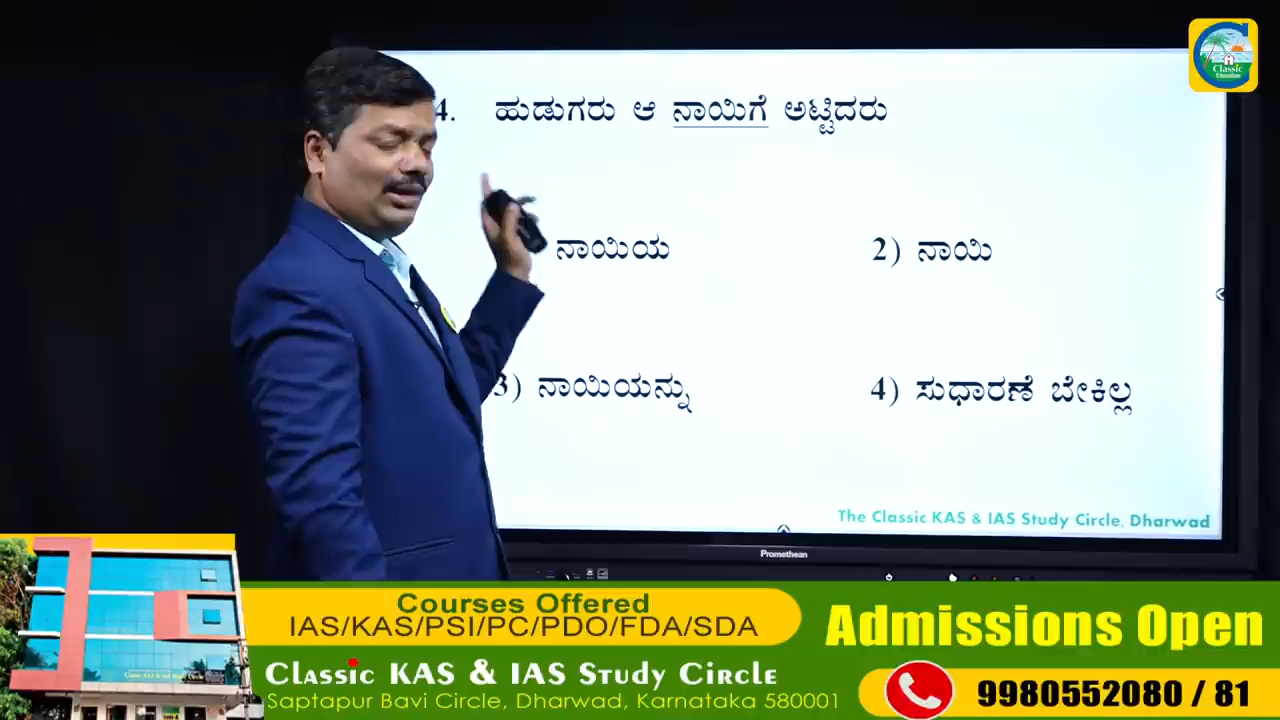 4. ಹುಡುಗರು ಆ ನಾಯಿಗೆ ಅಟ್ಟಿದರು
ನಾಯಿಯ 2) ನಾಯಿ
3) ನಾಯಿಯನ್ನು 4) ಸುಧಾರಣೆ ಬೇಕಿಲ್ಲ
The Classic KAS & IAS Study Circle, Dharwad
Promethean
Classic
Education
Courses Offered
IAS/KAS/PSI/PC/PDO/FDA/SDA
Classic KAS & IAS Study Circle
Saptapur Bavi Circle, Dharwad, Karnataka 580001
Admissions Open
9980552080 / 81